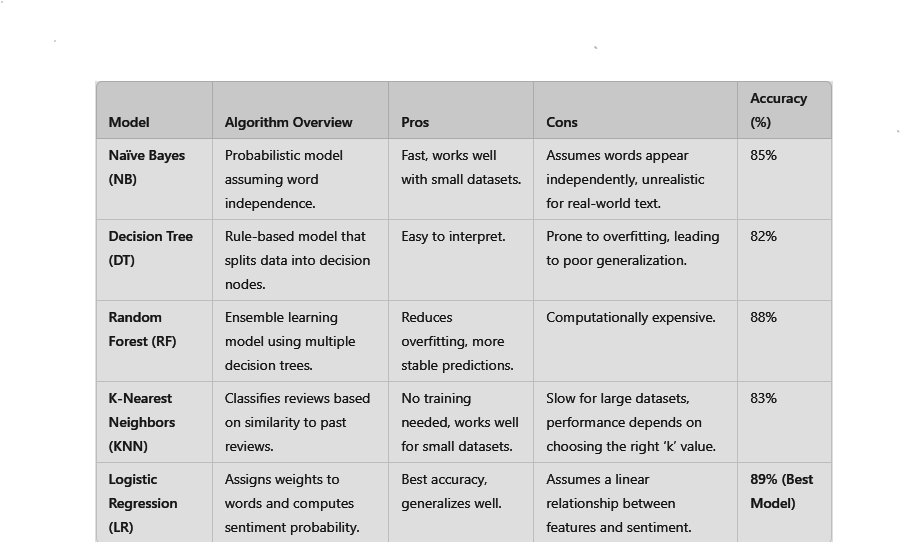 Model Algorithm Overview Pros Cons Accuracy (%)
Naïve Bayes (NB) Probabilistic model assuming word independence. Fast, works well with small datasets. Assumes words appear independently, unrealistic for real-world text. 85%
Decision Tree (DT) Rule-based model that splits data into decision nodes. Easy to interpret. Prone to overfitting, leading to poor generalization. 82%
Random Forest (RF) Ensemble learning model using multiple decision trees. Reduces overfitting, more stable predictions. Computationally expensive. 88%
K-Nearest Neighbors (KNN) Classifies reviews based on similarity to past reviews. No training needed, works well for small datasets. Slow for large datasets, performance depends on choosing the right ‘k’ value. 83%
Logistic Regression (LR) Assigns weights to words and computes sentiment probability. Best accuracy, generalizes well. Assumes a linear relationship between features and sentiment. 89% (Best Model)